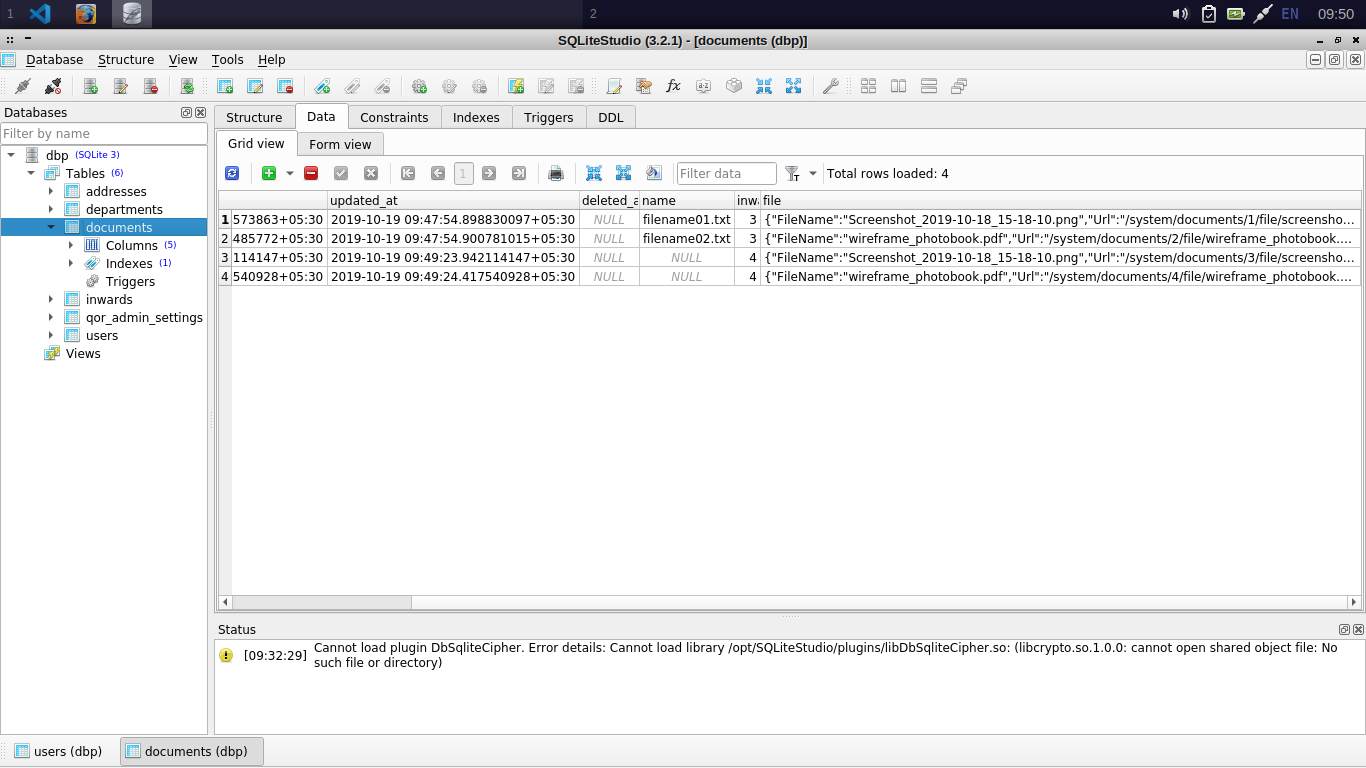 1 2 EN 09:50
SQLiteStudio (3.2.1) - [documents (dbp)]
Database Structure View Tools Help
Databases
Filter by name
dbp (SQLite 3)
Tables (6)
addresses
departments
documents
Columns (5)
Indexes (1)
Triggers
inwards
qor_admin_settings
users
Views
Structure Data Constraints Indexes Triggers DDL
Grid view Form view
1 Filter data Total rows loaded: 4
updated_at deleted_a name inwa file
1 573863+05:30 2019-10-19 09:47:54.898830097+05:30 NULL filename01.txt 3 {"FileName":"Screenshot_2019-10-18_15-18-10.png","Url":"/system/documents/1/file/screensho...
2 485772+05:30 2019-10-19 09:47:54.900781015+05:30 NULL filename02.txt 3 {"FileName":"wireframe_photobook.pdf","Url":"/system/documents/2/file/wireframe_photobook....
3 114147+05:30 2019-10-19 09:49:23.942114147+05:30 NULL NULL 4 {"FileName":"Screenshot_2019-10-18_15-18-10.png","Url":"/system/documents/3/file/screensho...
4 540928+05:30 2019-10-19 09:49:24.417540928+05:30 NULL NULL 4 {"FileName":"wireframe_photobook.pdf","Url":"/system/documents/4/file/wireframe_photobook....
Status
[09:32:29] Cannot load plugin DbSqliteCipher. Error details: Cannot load library /opt/SQLiteStudio/plugins/libDbSqliteCipher.so: (libcrypto.so.1.0.0: cannot open shared object file: No
such file or directory)
users (dbp) documents (dbp)